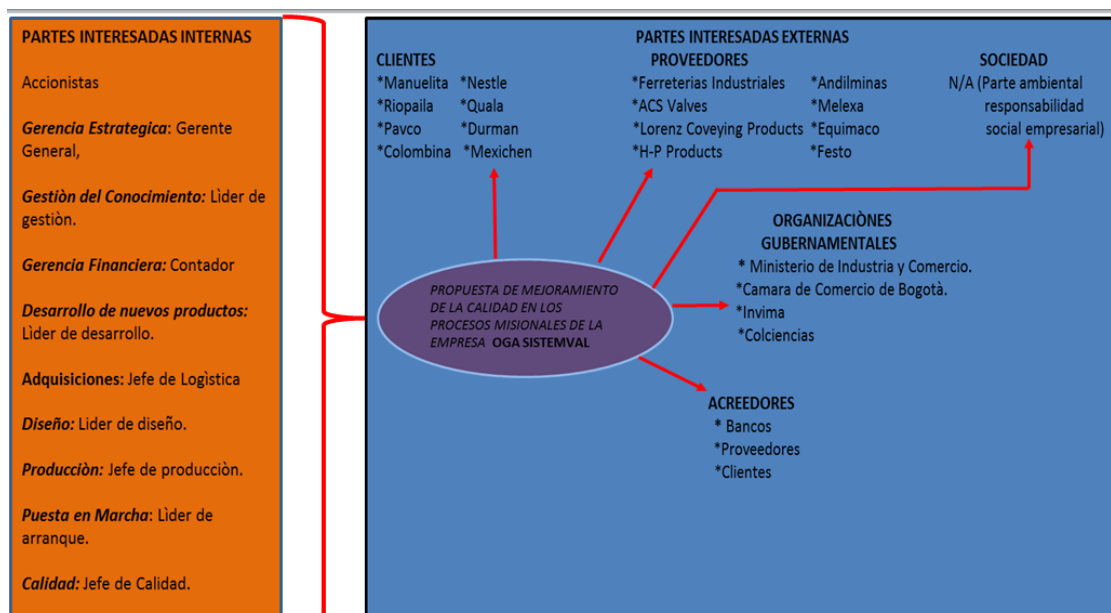 PARTES INTERESADAS INTERNAS
Accionistas
Gerencia Estrategica: Gerente
General,
Gestiòn del Conocimiento: Lìder de
gestiòn.
Gerencia Financiera: Contador
Desarrollo de nuevos productos:
Lìder de desarrollo.
Adquisiciones: Jefe de Logìstica
Diseño: Lider de diseño.
Producciòn: Jefe de producciòn.
Puesta en Marcha: Lìder de
arranque.
Calidad: Jefe de Calidad.
PARTES INTERESADAS EXTERNAS
CLIENTES
*Manuelita *Nestle
*Riopaila *Quala
*Pavco *Durman
*Colombina *Mexichen
PROVEEDORES
*Ferreterias Industriales *Andilminas
*ACS Valves *Melexa
*Lorenz Coveying Products *Equimaco
*H-P Products *Festo
SOCIEDAD
N/A (Parte ambiental
responsabilidad
social empresarial)
ORGANIZACIÒNES
GUBERNAMENTALES
* Ministerio de Industria y Comercio.
*Camara de Comercio de Bogotà.
*Invima
*Colciencias
PROPUESTA DE MEJORAMIENTO
DE LA CALIDAD EN LOS
PROCESOS MISIONALES DE LA
EMPRESA OGA SISTEMVAL
ACREEDORES
* Bancos
*Proveedores
*Clientes